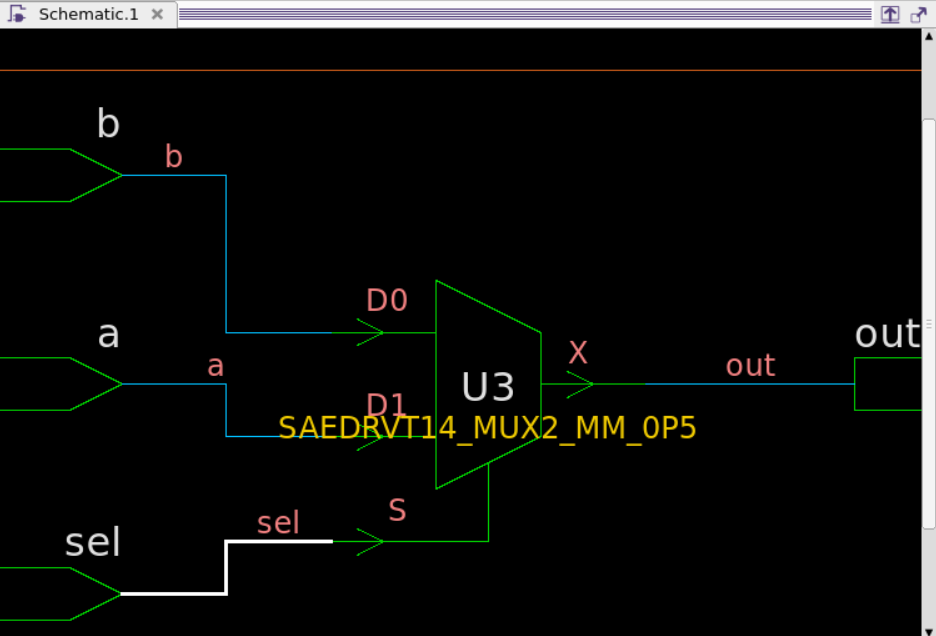 Schematic.1
b
b
D0
a
a
X
out
out
D1
U3
SAEDRVT14_MUX2_MM_0P5
sel
sel
S